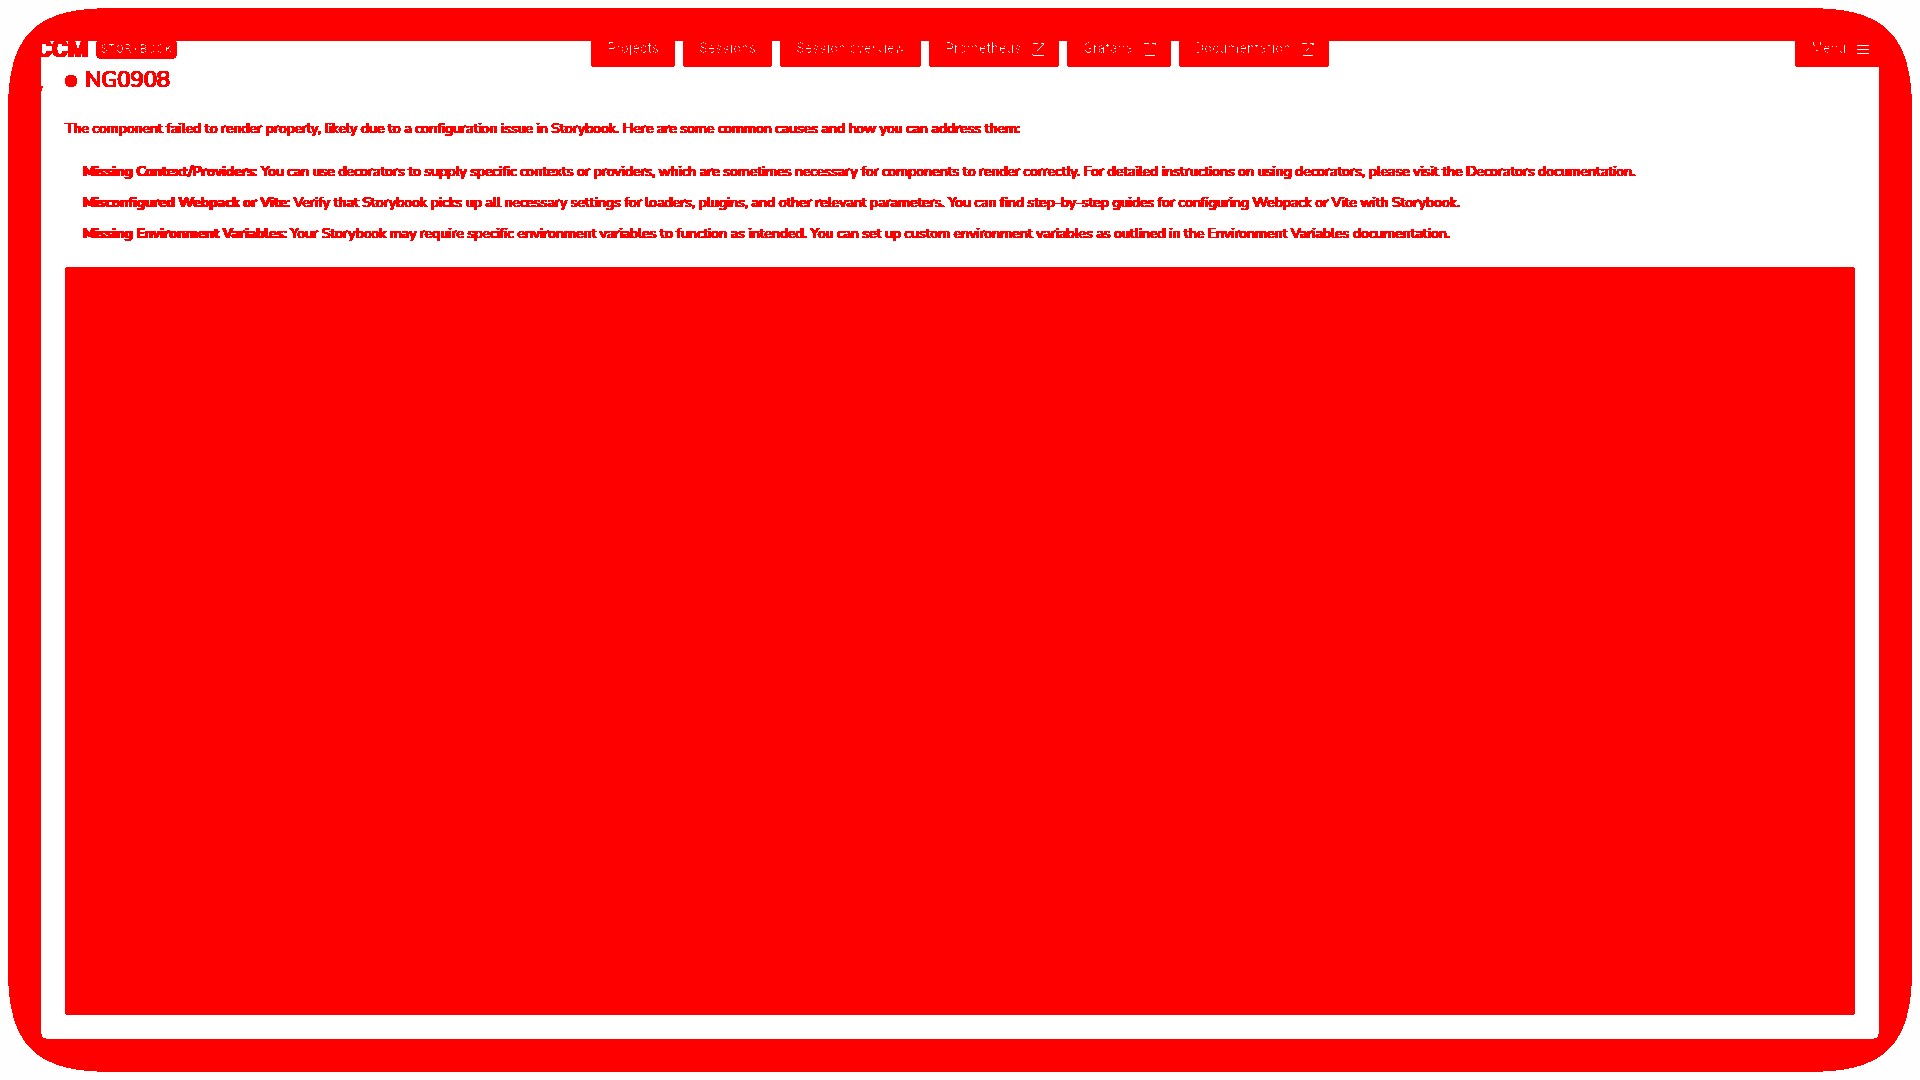 CCM STORYBOOK Projects Sessions Session overview Prometheus Grafana Documentation Menu
NG0908
The component failed to render properly, likely due to a configuration issue in Storybook. Here are some common causes and how you can address them:
Missing Context/Providers: You can use decorators to supply specific contexts or providers, which are sometimes necessary for components to render correctly. For detailed instructions on using decorators, please visit the Decorators documentation.
Misconfigured Webpack or Vite: Verify that Storybook picks up all necessary settings for loaders, plugins, and other relevant parameters. You can find step-by-step guides for configuring Webpack or Vite with Storybook.
Missing Environment Variables: Your Storybook may require specific environment variables to function as intended. You can set up custom environment variables as outlined in the Environment Variables documentation.